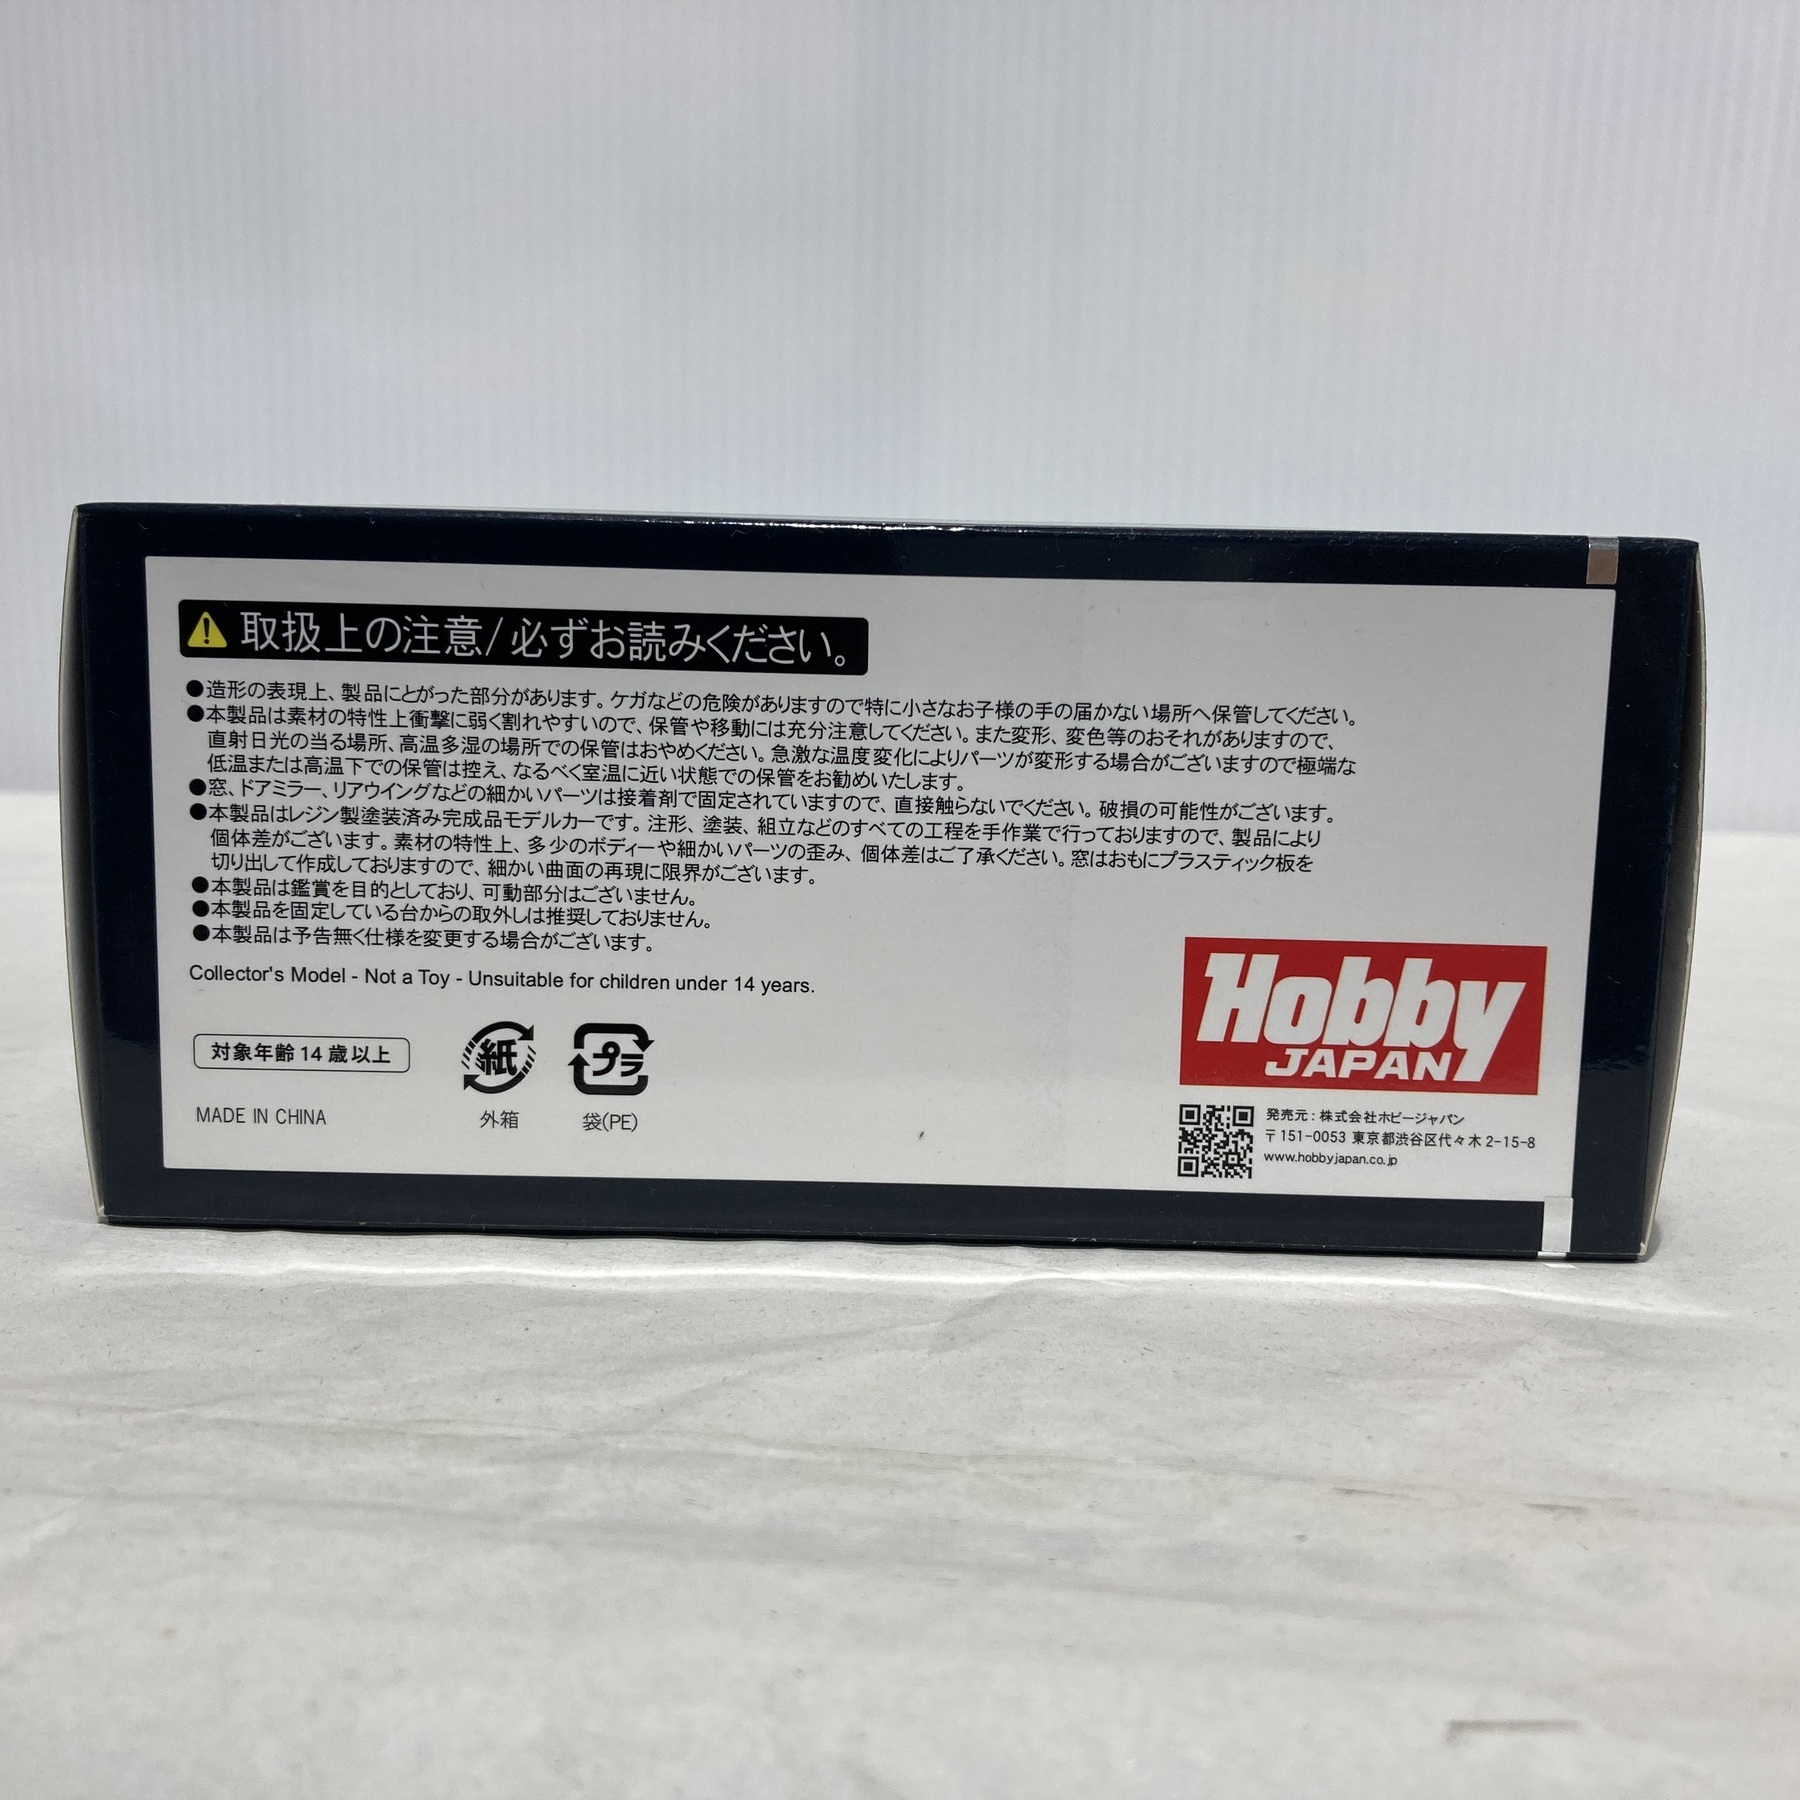 取扱上の注意/必ずお読みください。
●造形の表現上、製品にとがった部分があります。ケガなどの危険がありますので特に小さなお子様の手の届かない場所へ保管してください。
●本製品は素材の特性上衝撃に弱く割れやすいので、保管や移動には充分注意してください。また変形、変色等のおそれがありますので、
直射日光の当る場所、高温多湿の場所での保管はおやめください。急激な温度変化によりパーツが変形する場合がございますので極端な
低温または高温下での保管は控え、なるべく室温に近い状態での保管をお勧めいたします。
●窓、ドアミラー、リアウイングなどの細かいパーツは接着剤で固定されていますので、直接触らないでください。破損の可能性がございます。
●本製品はレジン製塗装済み完成品モデルカーです。注形、塗装、組立などのすべての工程を手作業で行っておりますので、製品により
個体差がございます。素材の特性上、多少のボディーや細かいパーツの歪み、個体差はご了承ください。窓はおもにプラスティック板を
切り出して作成しておりますので、細かい曲面の再現に限界がございます。
●本製品は鑑賞を目的としており、可動部分はございません。
●本製品を固定している台からの取外しは推奨しておりません。
●本製品は予告無く仕様を変更する場合がございます。
Collector's Model - Not a Toy - Unsuitable for children under 14 years.
対象年齢14歳以上
紙
プラ
外箱
袋(PE)
MADE IN CHINA
Hobby
JAPAN
発売元：株式会社ホビージャパン
〒151-0053 東京都渋谷区代々木2-15-8
www.hobbyjapan.co.jp